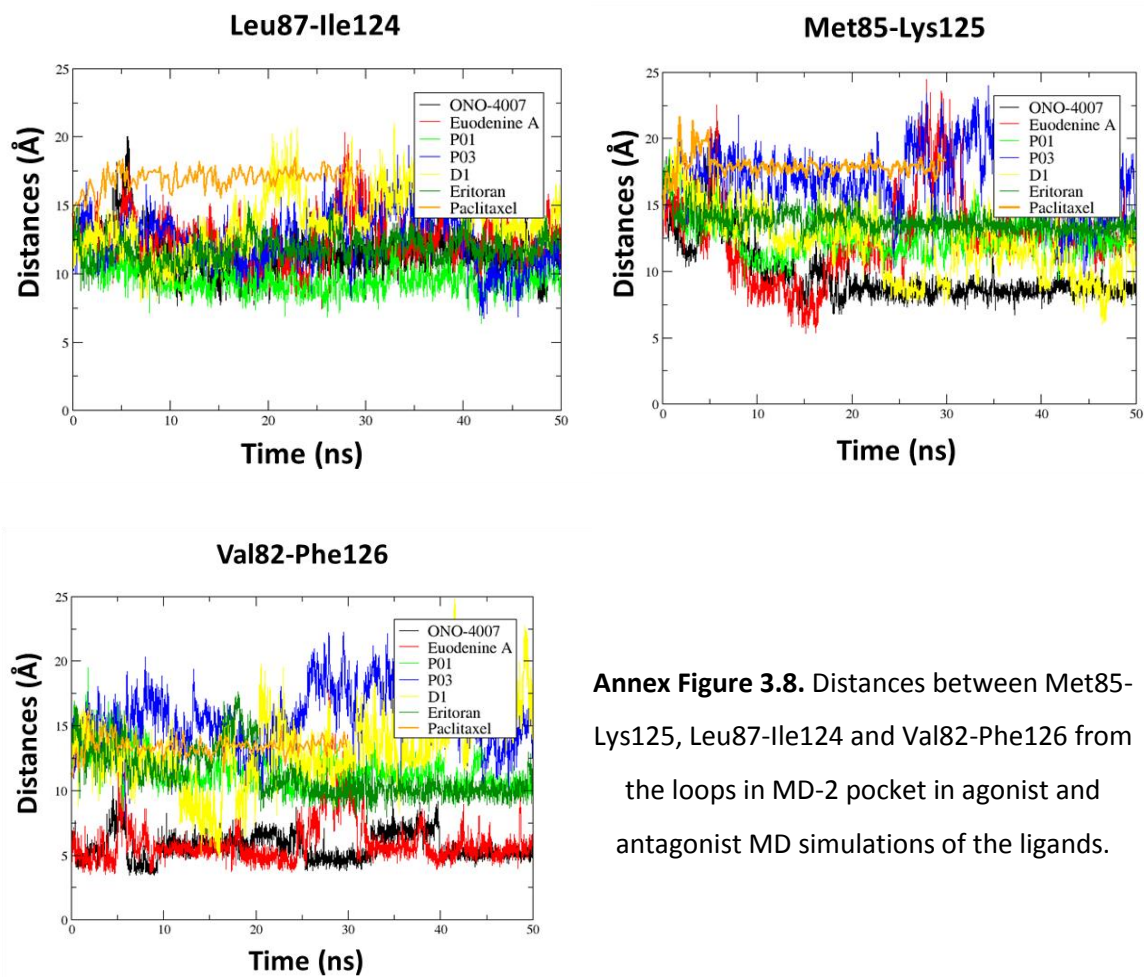 Leu87-Ile124
25
20
15
10
5
0
Distances (Å)
ONO-4007
Euodenine A
P01
P03
D1
Eritoran
Paclitaxel
0 10 20 30 40 50
Time (ns)
Met85-Lys125
25
20
15
10
5
0
Distances (Å)
ONO-4007
Euodenine A
P01
P03
D1
Eritoran
Paclitaxel
0 10 20 30 40 50
Time (ns)
Val82-Phe126
25
20
15
10
5
0
Distances (Å)
ONO-4007
Euodenine A
P01
P03
D1
Eritoran
Paclitaxel
0 10 20 30 40 50
Time (ns)
Annex Figure 3.8. Distances between Met85-
Lys125, Leu87-Ile124 and Val82-Phe126 from
the loops in MD-2 pocket in agonist and
antagonist MD simulations of the ligands.